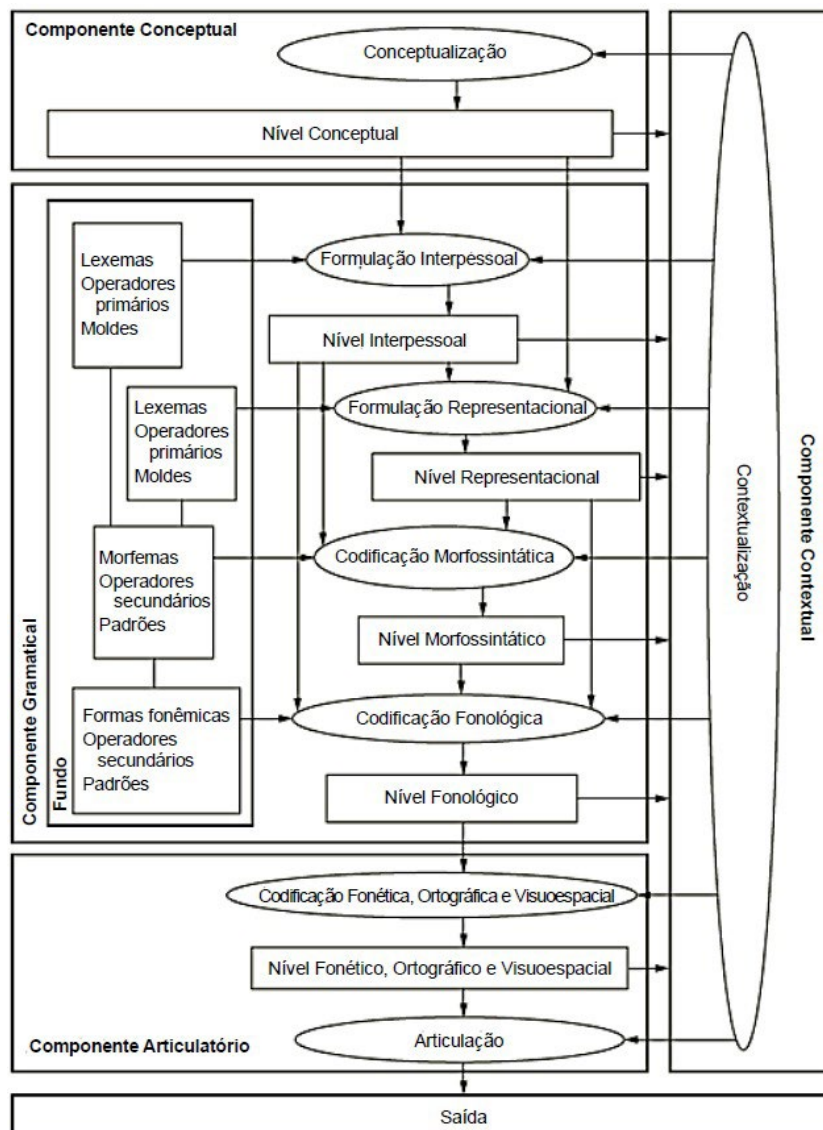 Componente Conceptual
Conceptualização
Nível Conceptual
Formulação Interpessoal
Lexemas
Operadores
primários
Moldes
Nível Interpessoal
Lexemas
Operadores
primários
Moldes
Formulação Representacional
Nível Representacional
Morfemas
Operadores
secundários
Padrões
Codificação Morfossintática
Nível Morfossintático
Formas fonêmicas
Operadores
secundários
Padrões
Codificação Fonológica
Nível Fonológico
Componente Gramatical
Fundo
Codificação Fonética, Ortográfica e Visuoespacial
Nível Fonético, Ortográfico e Visuoespacial
Componente Articulatório
Articulação
Contextualização
Componente Contextual
Saída